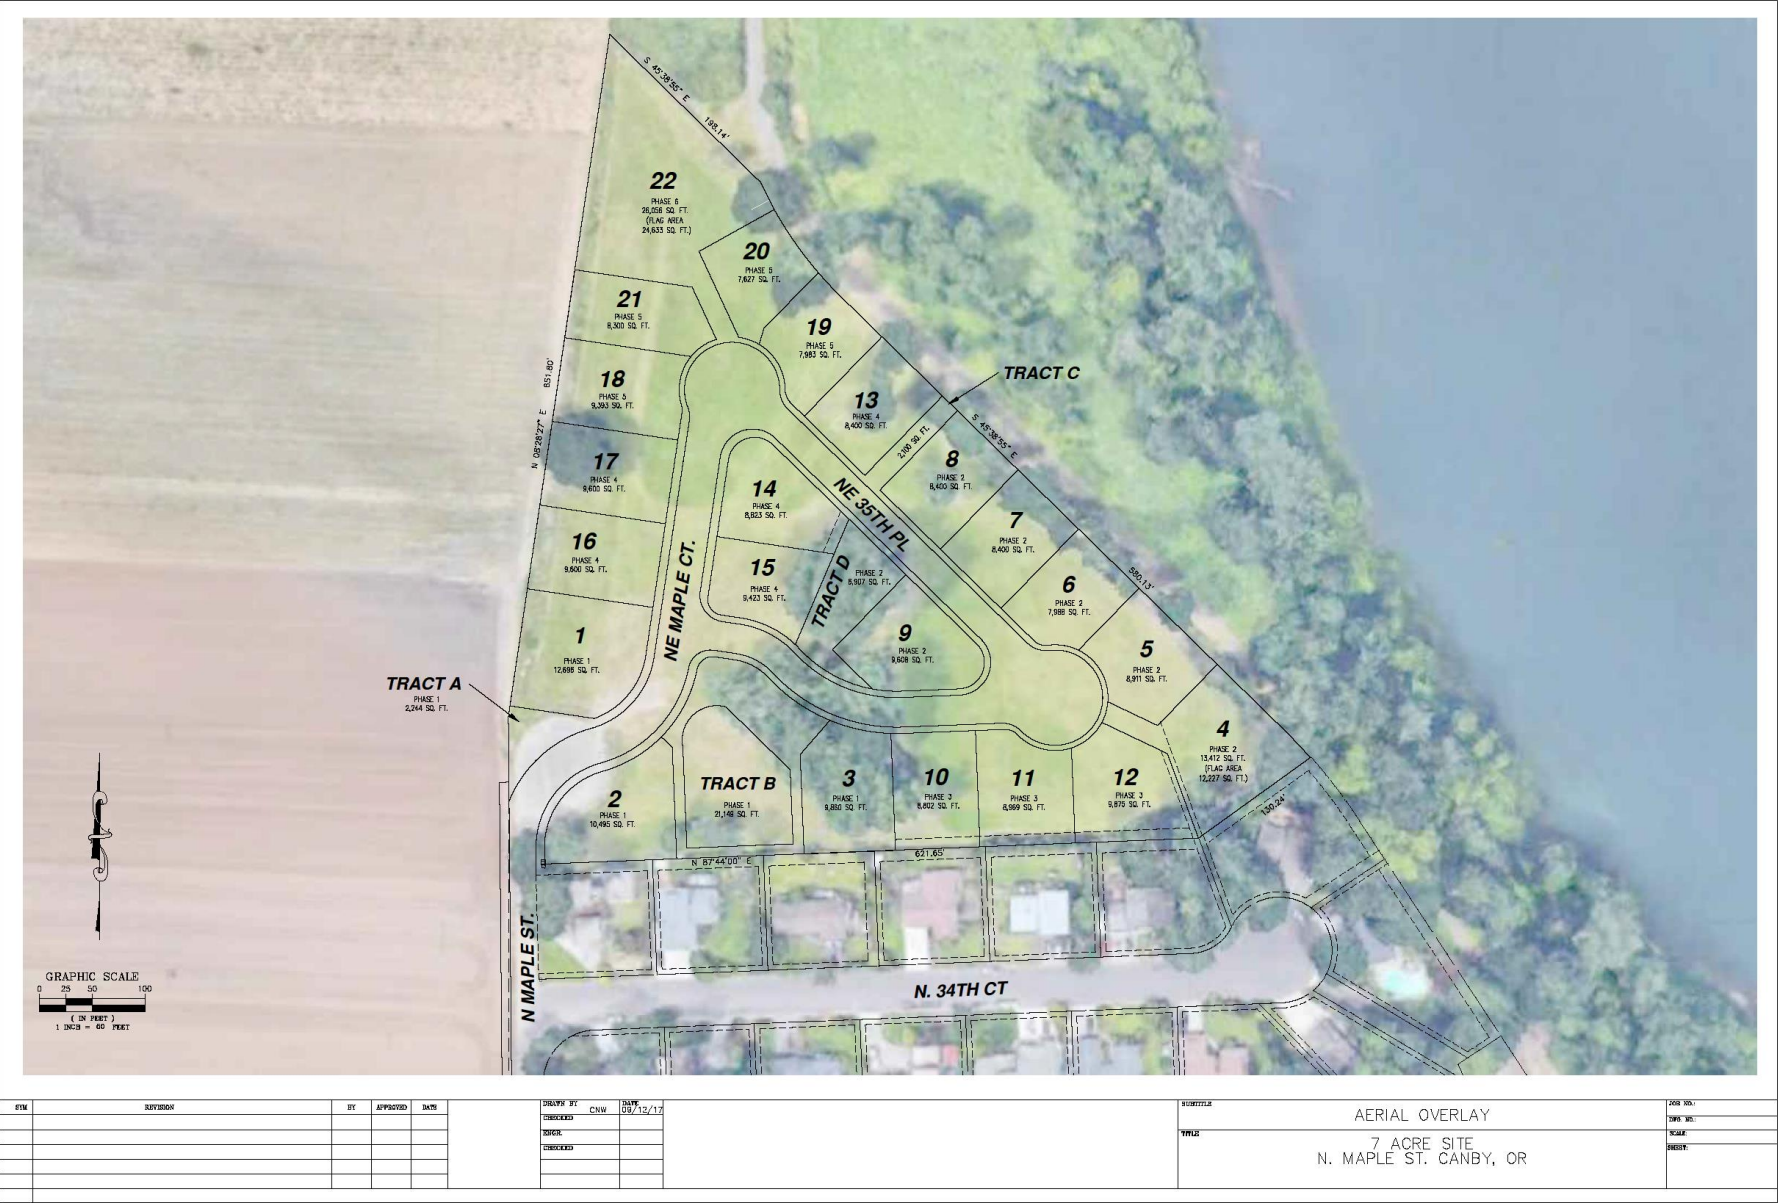 S 45°38'55" E
198.14'
22
PHASE 6
26,056 SQ. FT.
(FLAG AREA
24,633 SQ. FT.)
20
PHASE 5
7,627 SQ. FT.
21
PHASE 5
8,300 SQ. FT.
19
PHASE 5
7,983 SQ. FT.
N 08°28'27" E 851.80'
18
PHASE 5
9,393 SQ. FT.
TRACT C
13
PHASE 4
8,400 SQ. FT.
2,100 SQ. FT.
S 45°38'55" E
580.13'
17
PHASE 4
9,600 SQ. FT.
8
PHASE 2
8,400 SQ. FT.
14
PHASE 4
8,623 SQ. FT.
NE 35TH PL
7
PHASE 2
8,400 SQ. FT.
16
PHASE 4
9,600 SQ. FT.
NE MAPLE CT.
15
PHASE 4
9,423 SQ. FT.
TRACT D
PHASE 2
6
PHASE 2
7,988 SQ. FT.
1
PHASE 1
12,698 SQ. FT.
9
PHASE 2
9,608 SQ. FT.
5
PHASE 2
8,911 SQ. FT.
TRACT A
PHASE 1
2,244 SQ. FT.
4
PHASE 2
13,412 SQ. FT.
(FLAG AREA
12,227 SQ. FT.)
2
PHASE 1
10,495 SQ. FT.
TRACT B
PHASE 1
21,148 SQ. FT.
3
PHASE 1
9,850 SQ. FT.
10
PHASE 3
8,802 SQ. FT.
11
PHASE 3
8,969 SQ. FT.
12
PHASE 3
9,875 SQ. FT.
130.24'
N 87°44'00" E
621.65'
N MAPLE ST.
N. 34TH CT
GRAPHIC SCALE
0 25 50 100
( IN FEET )
1 INCH = 60 FEET
SYM REVISION BY APPROVED DATE
DRAWN BY CNW DATE 09/12/17
CHECKED
ENGR.
CHECKED
SUBTITLE
AERIAL OVERLAY
TITLE
7 ACRE SITE
N. MAPLE ST. CANBY, OR
JOB NO.:
DWG. NO.:
SCALE:
SHEET: